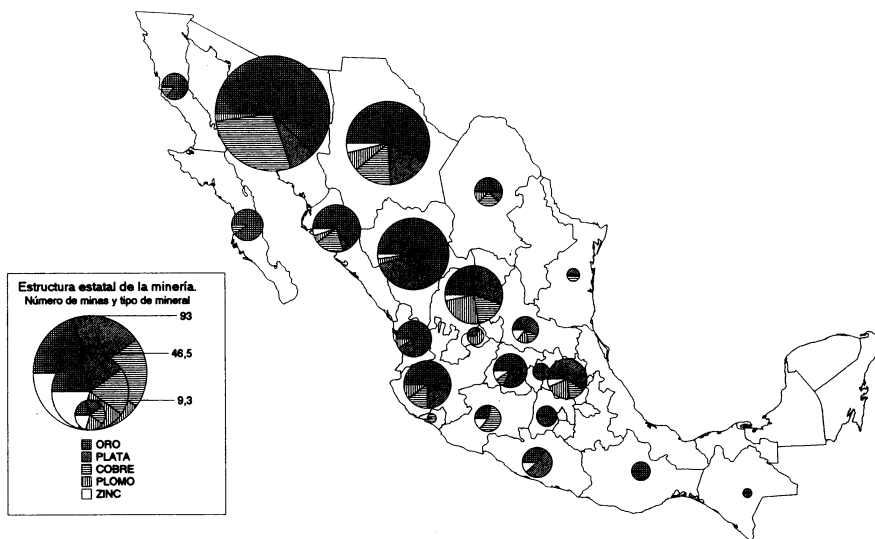 Estructura estatal de la minería.
Número de minas y tipo de mineral
93
46,5
9,3
ORO
PLATA
COBRE
PLOMO
ZINC